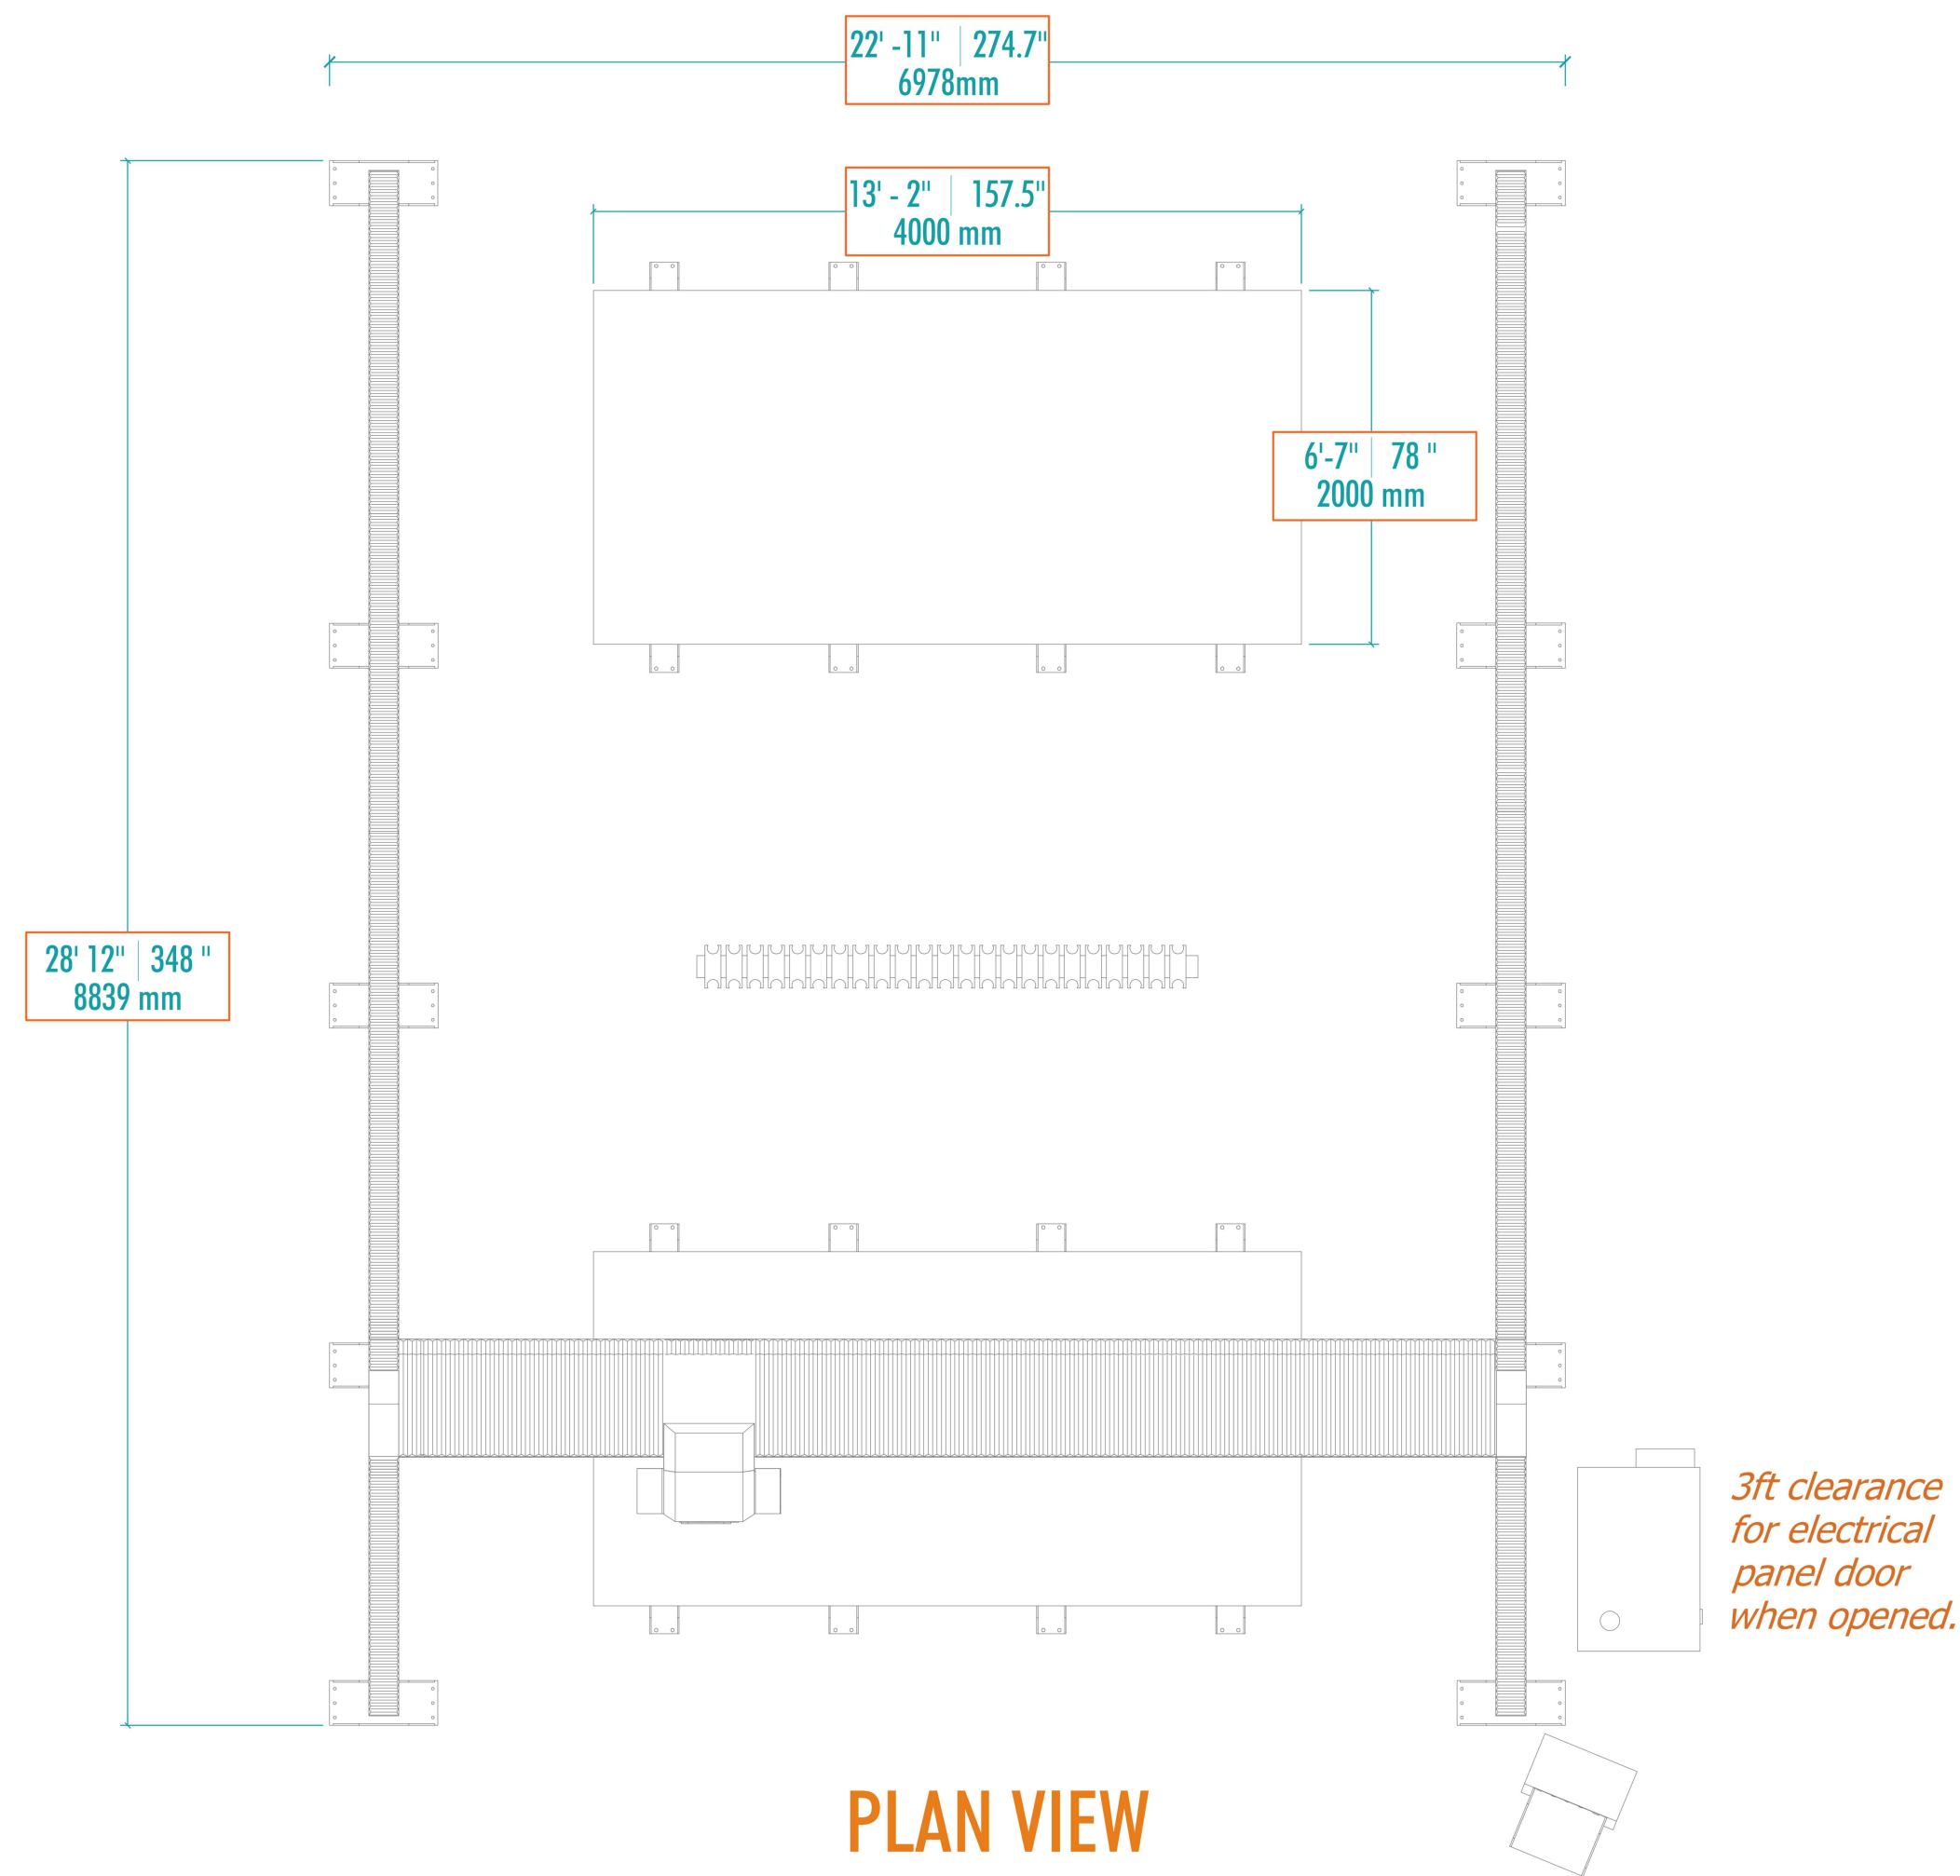 22' -11" | 274.7"
6978mm
13' - 2" | 157.5"
4000 mm
6'-7" | 78 "
2000 mm
28' 12" | 348 "
8839 mm
3ft clearance
for electrical
panel door
when opened.
PLAN VIEW